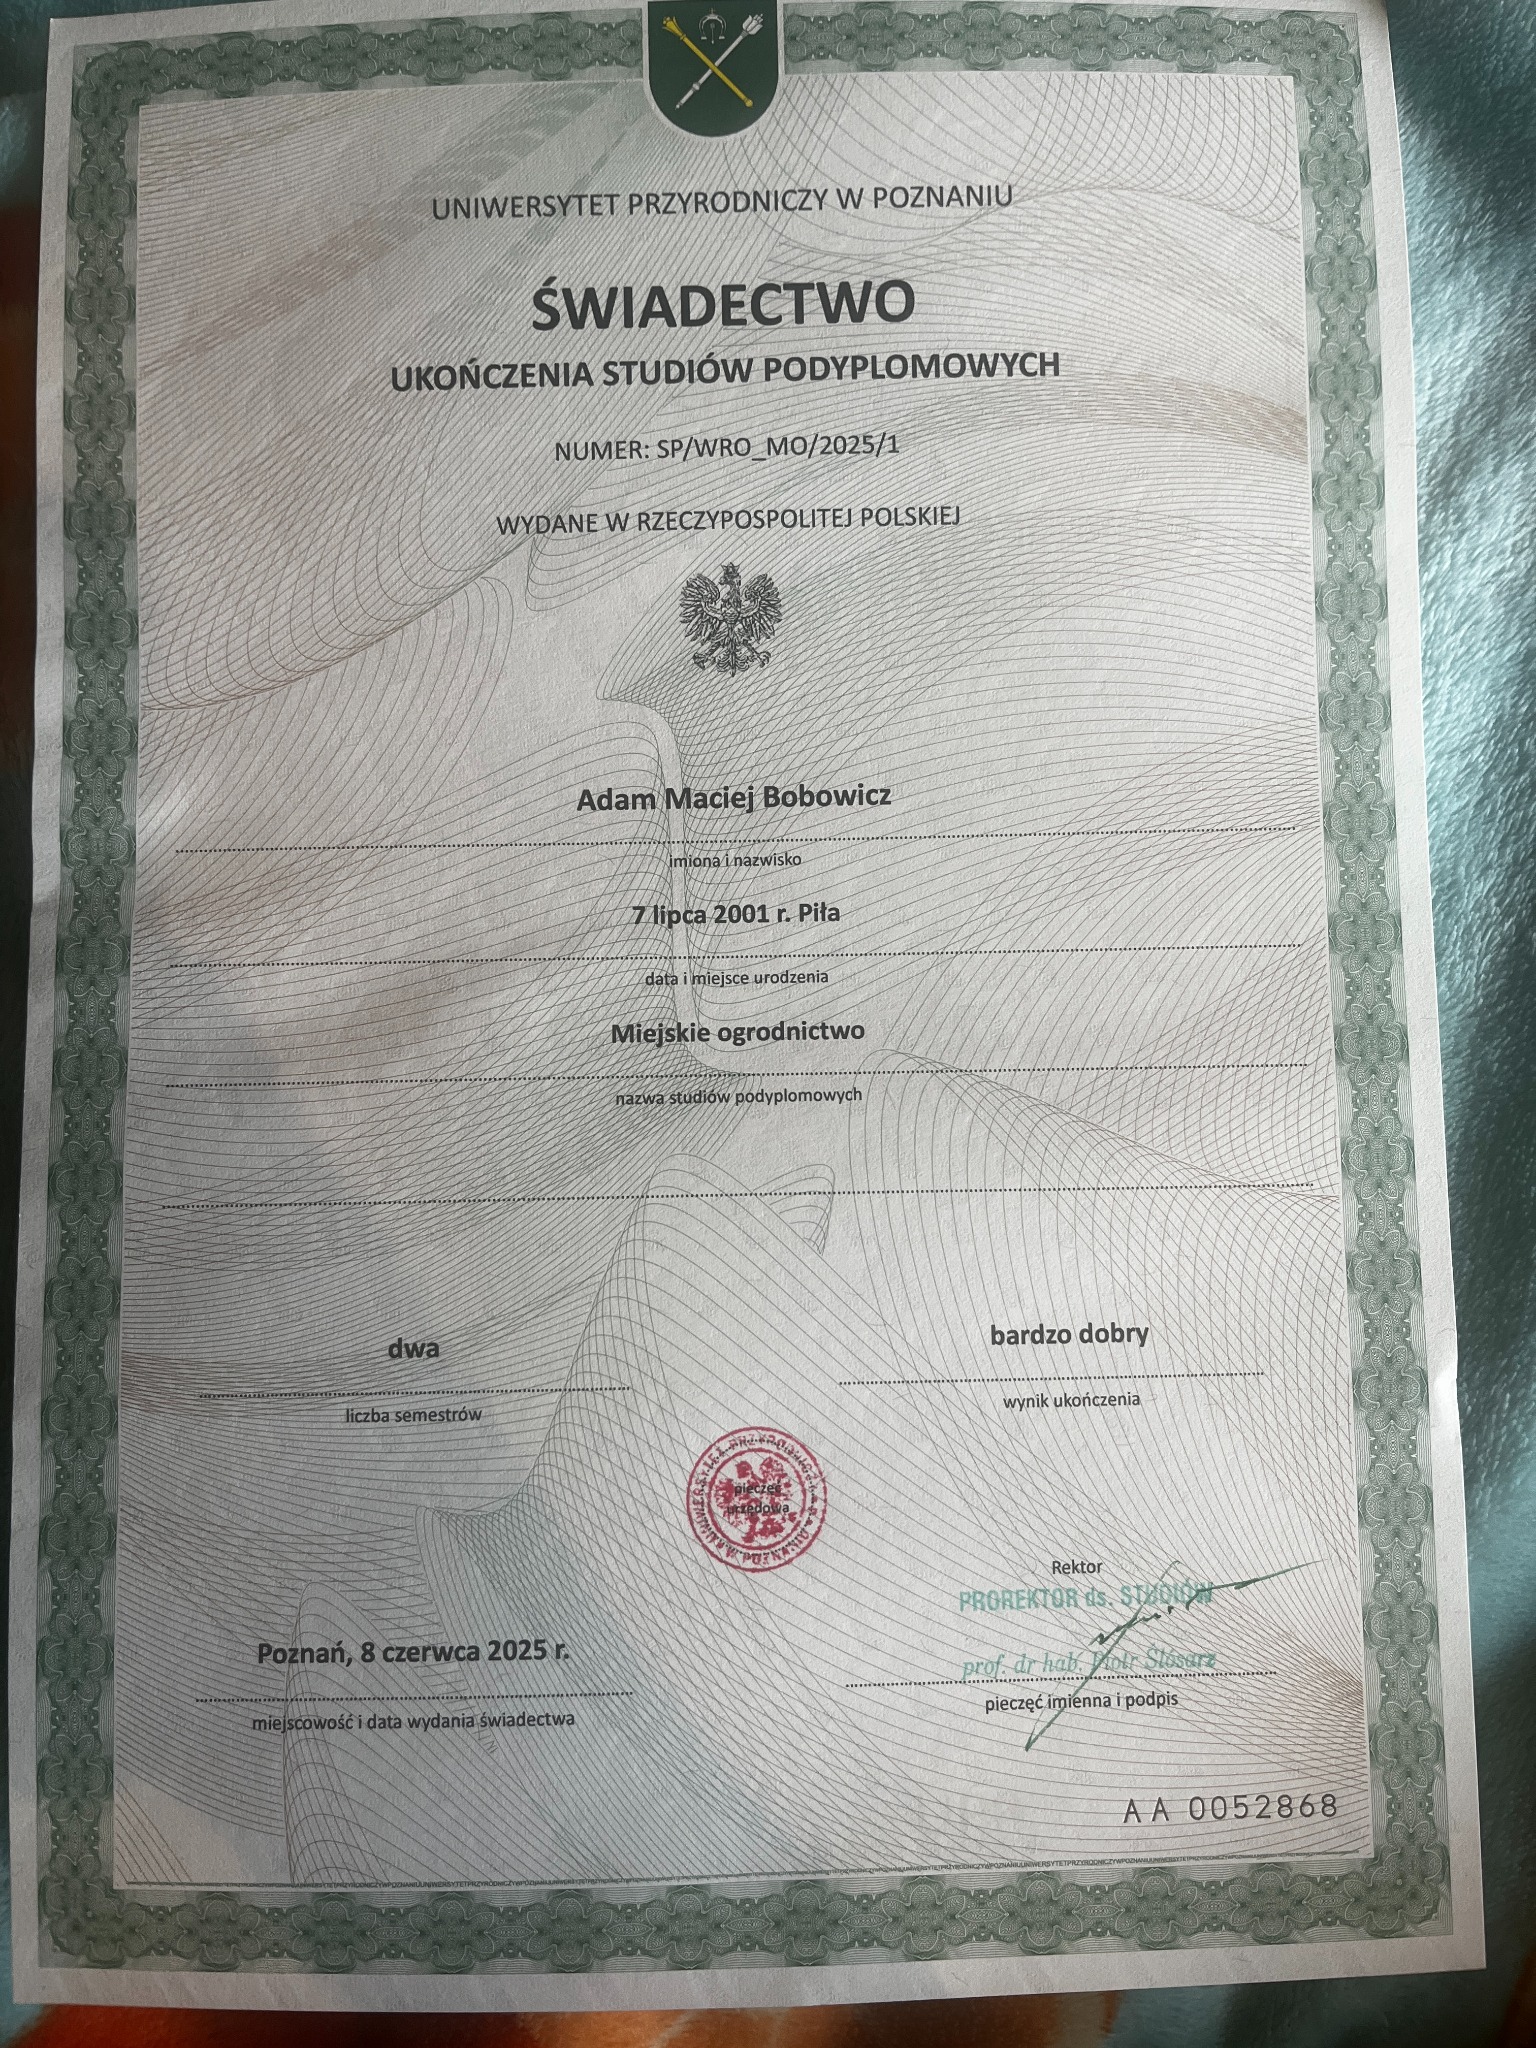 UNIWERSYTET PRZYRODNICZY W POZNANIU
ŚWIADECTWO
UKOŃCZENIA STUDIÓW PODYPLOMOWYCH
NUMER: SP/WRO_MO/2025/1
WYDANE W RZECZYPOSPOLITEJ POLSKIEJ
Adam Maciej Bobowicz
imiona i nazwisko
7 lipca 2001 r. Piła
data i miejsce urodzenia
Miejskie ogrodnictwo
nazwa studiów podyplomowych
dwa
liczba semestrów
bardzo dobry
wynik ukończenia
pieczęć
urzędowa
Rektor
PROREKTOR ds. STUDIÓW
prof. dr hab. Piotr Ślósarz
pieczęć imienna i podpis
Poznań, 8 czerwca 2025 r.
miejscowość i data wydania świadectwa
AA 0052868